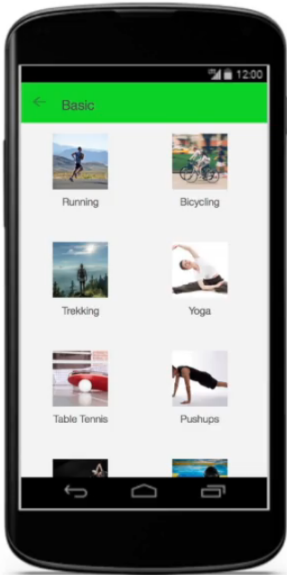 12:00
Basic
Running
Bicycling
Trekking
Yoga
Table Tennis
Pushups